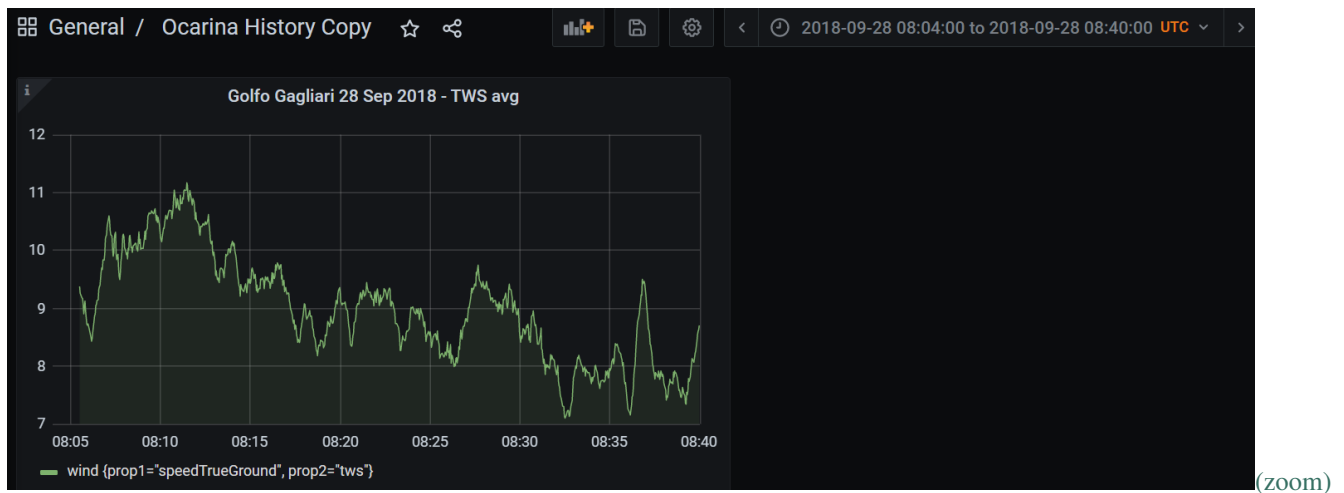 General / Ocarina History Copy
2018-09-28 08:04:00 to 2018-09-28 08:40:00 UTC
i
Golfo Gagliari 28 Sep 2018 - TWS avg
12
11
10
9
8
7
08:05 08:10 08:15 08:20 08:25 08:30 08:35 08:40
wind {prop1="speedTrueGround", prop2="tws"}
(zoom)